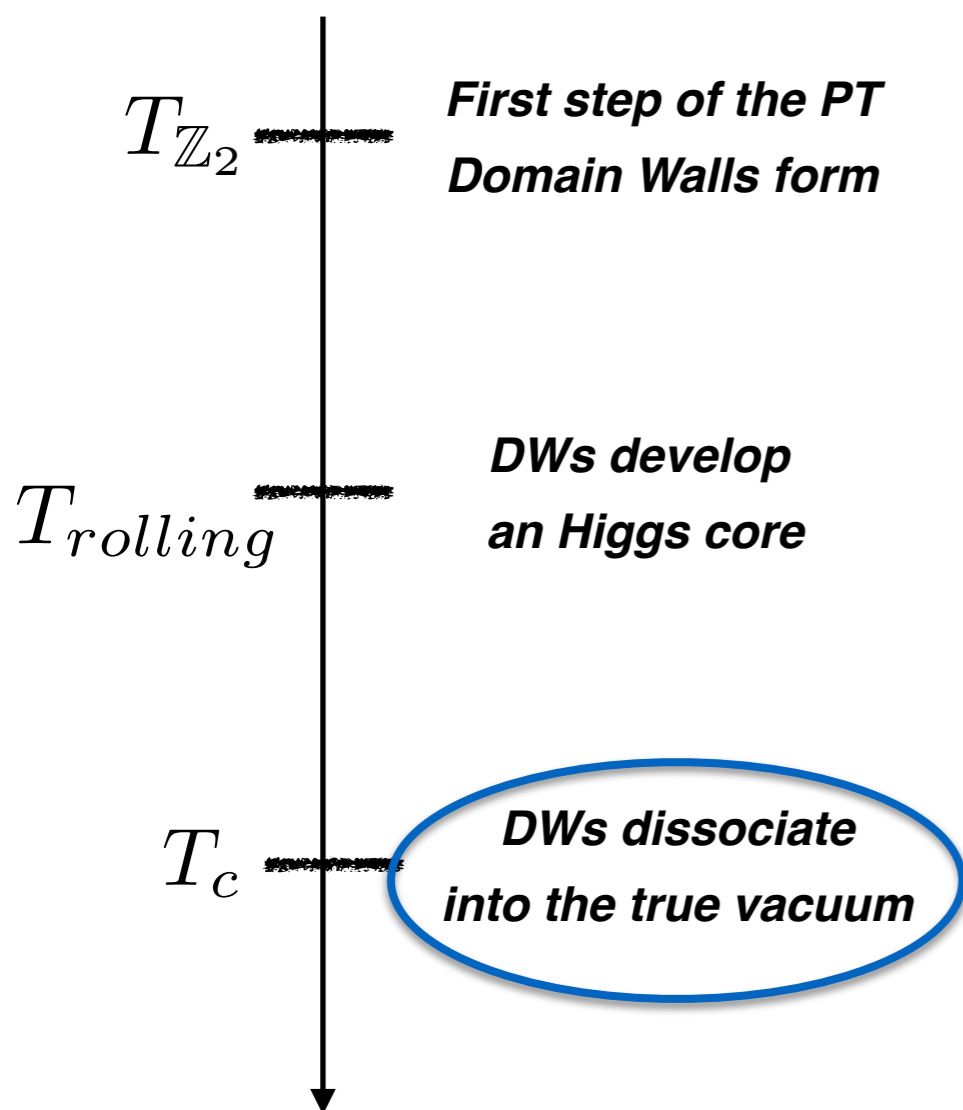 T_{ℤ_2}
First step of the PT
Domain Walls form
T_{rolling}
DWs develop
an Higgs core
T_c
DWs dissociate
into the true vacuum